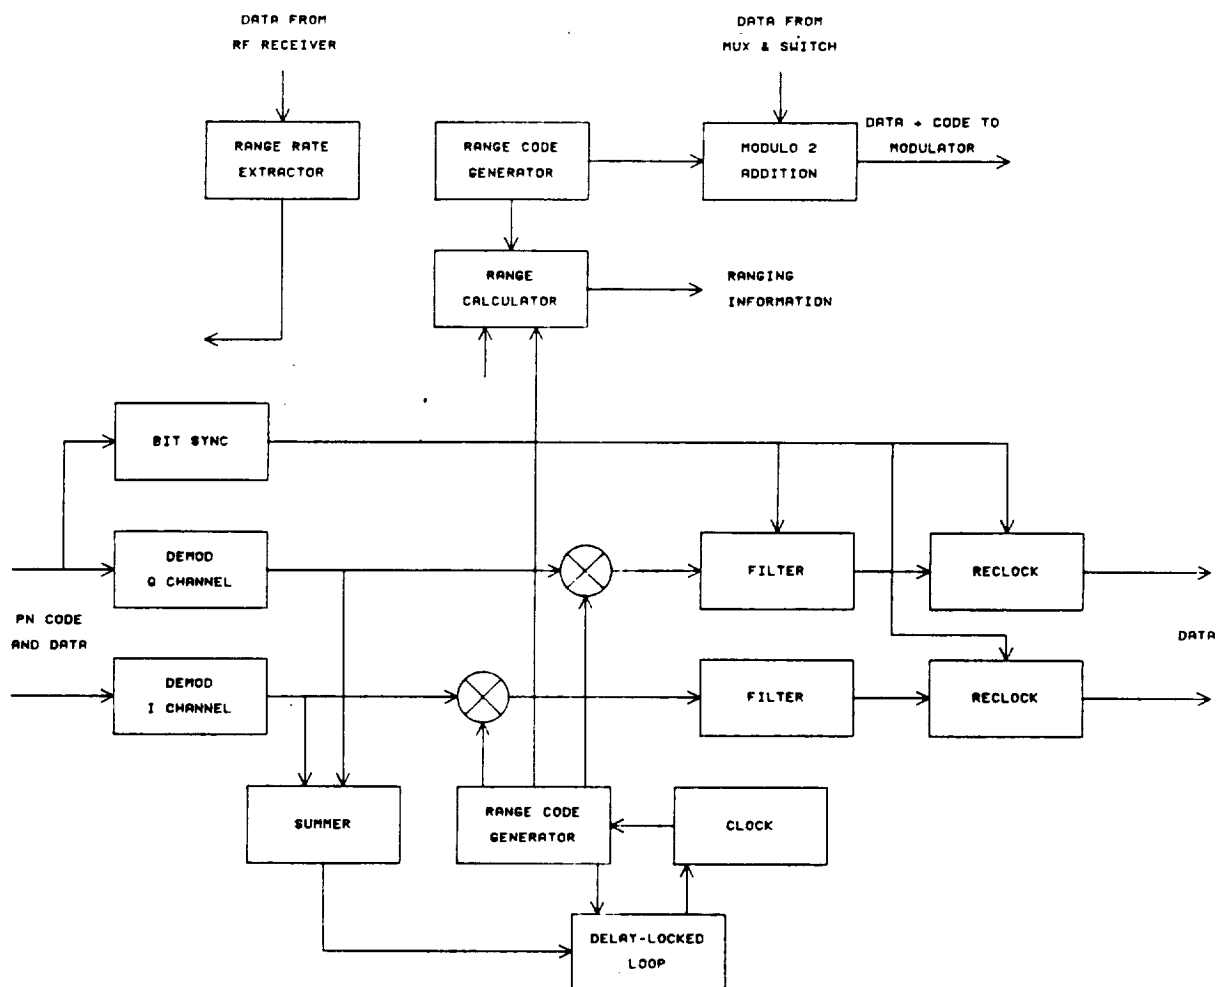 DATA FROM
RF RECEIVER
DATA FROM
MUX & SWITCH
RANGE RATE
EXTRACTOR
RANGE CODE
GENERATOR
MODULO 2
ADDITION
DATA + CODE TO
MODULATOR
RANGE
CALCULATOR
RANGING
INFORMATION
BIT SYNC
DEMOD
Q CHANNEL
FILTER
RECLOCK
PN CODE
AND DATA
DATA
DEMOD
I CHANNEL
FILTER
RECLOCK
SUMMER
RANGE CODE
GENERATOR
CLOCK
DELAY-LOCKED
LOOP